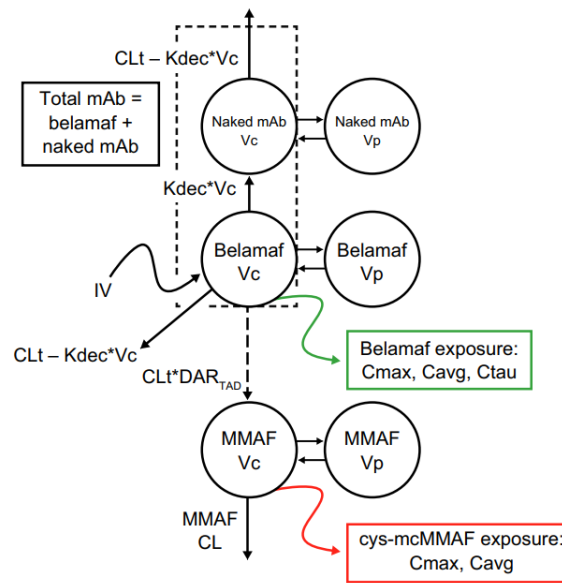 CLt – Kdec*Vc
Total mAb =
belamaf +
naked mAb
Naked mAb
Vc
Naked mAb
Vp
Kdec*Vc
Belamaf
Vc
Belamaf
Vp
IV
CLt – Kdec*Vc
Belamaf exposure:
Cmax, Cavg, Ctau
CLt*DAR_TAD
MMAF
Vc
MMAF
Vp
MMAF
CL
cys-mcMMAF exposure:
Cmax, Cavg